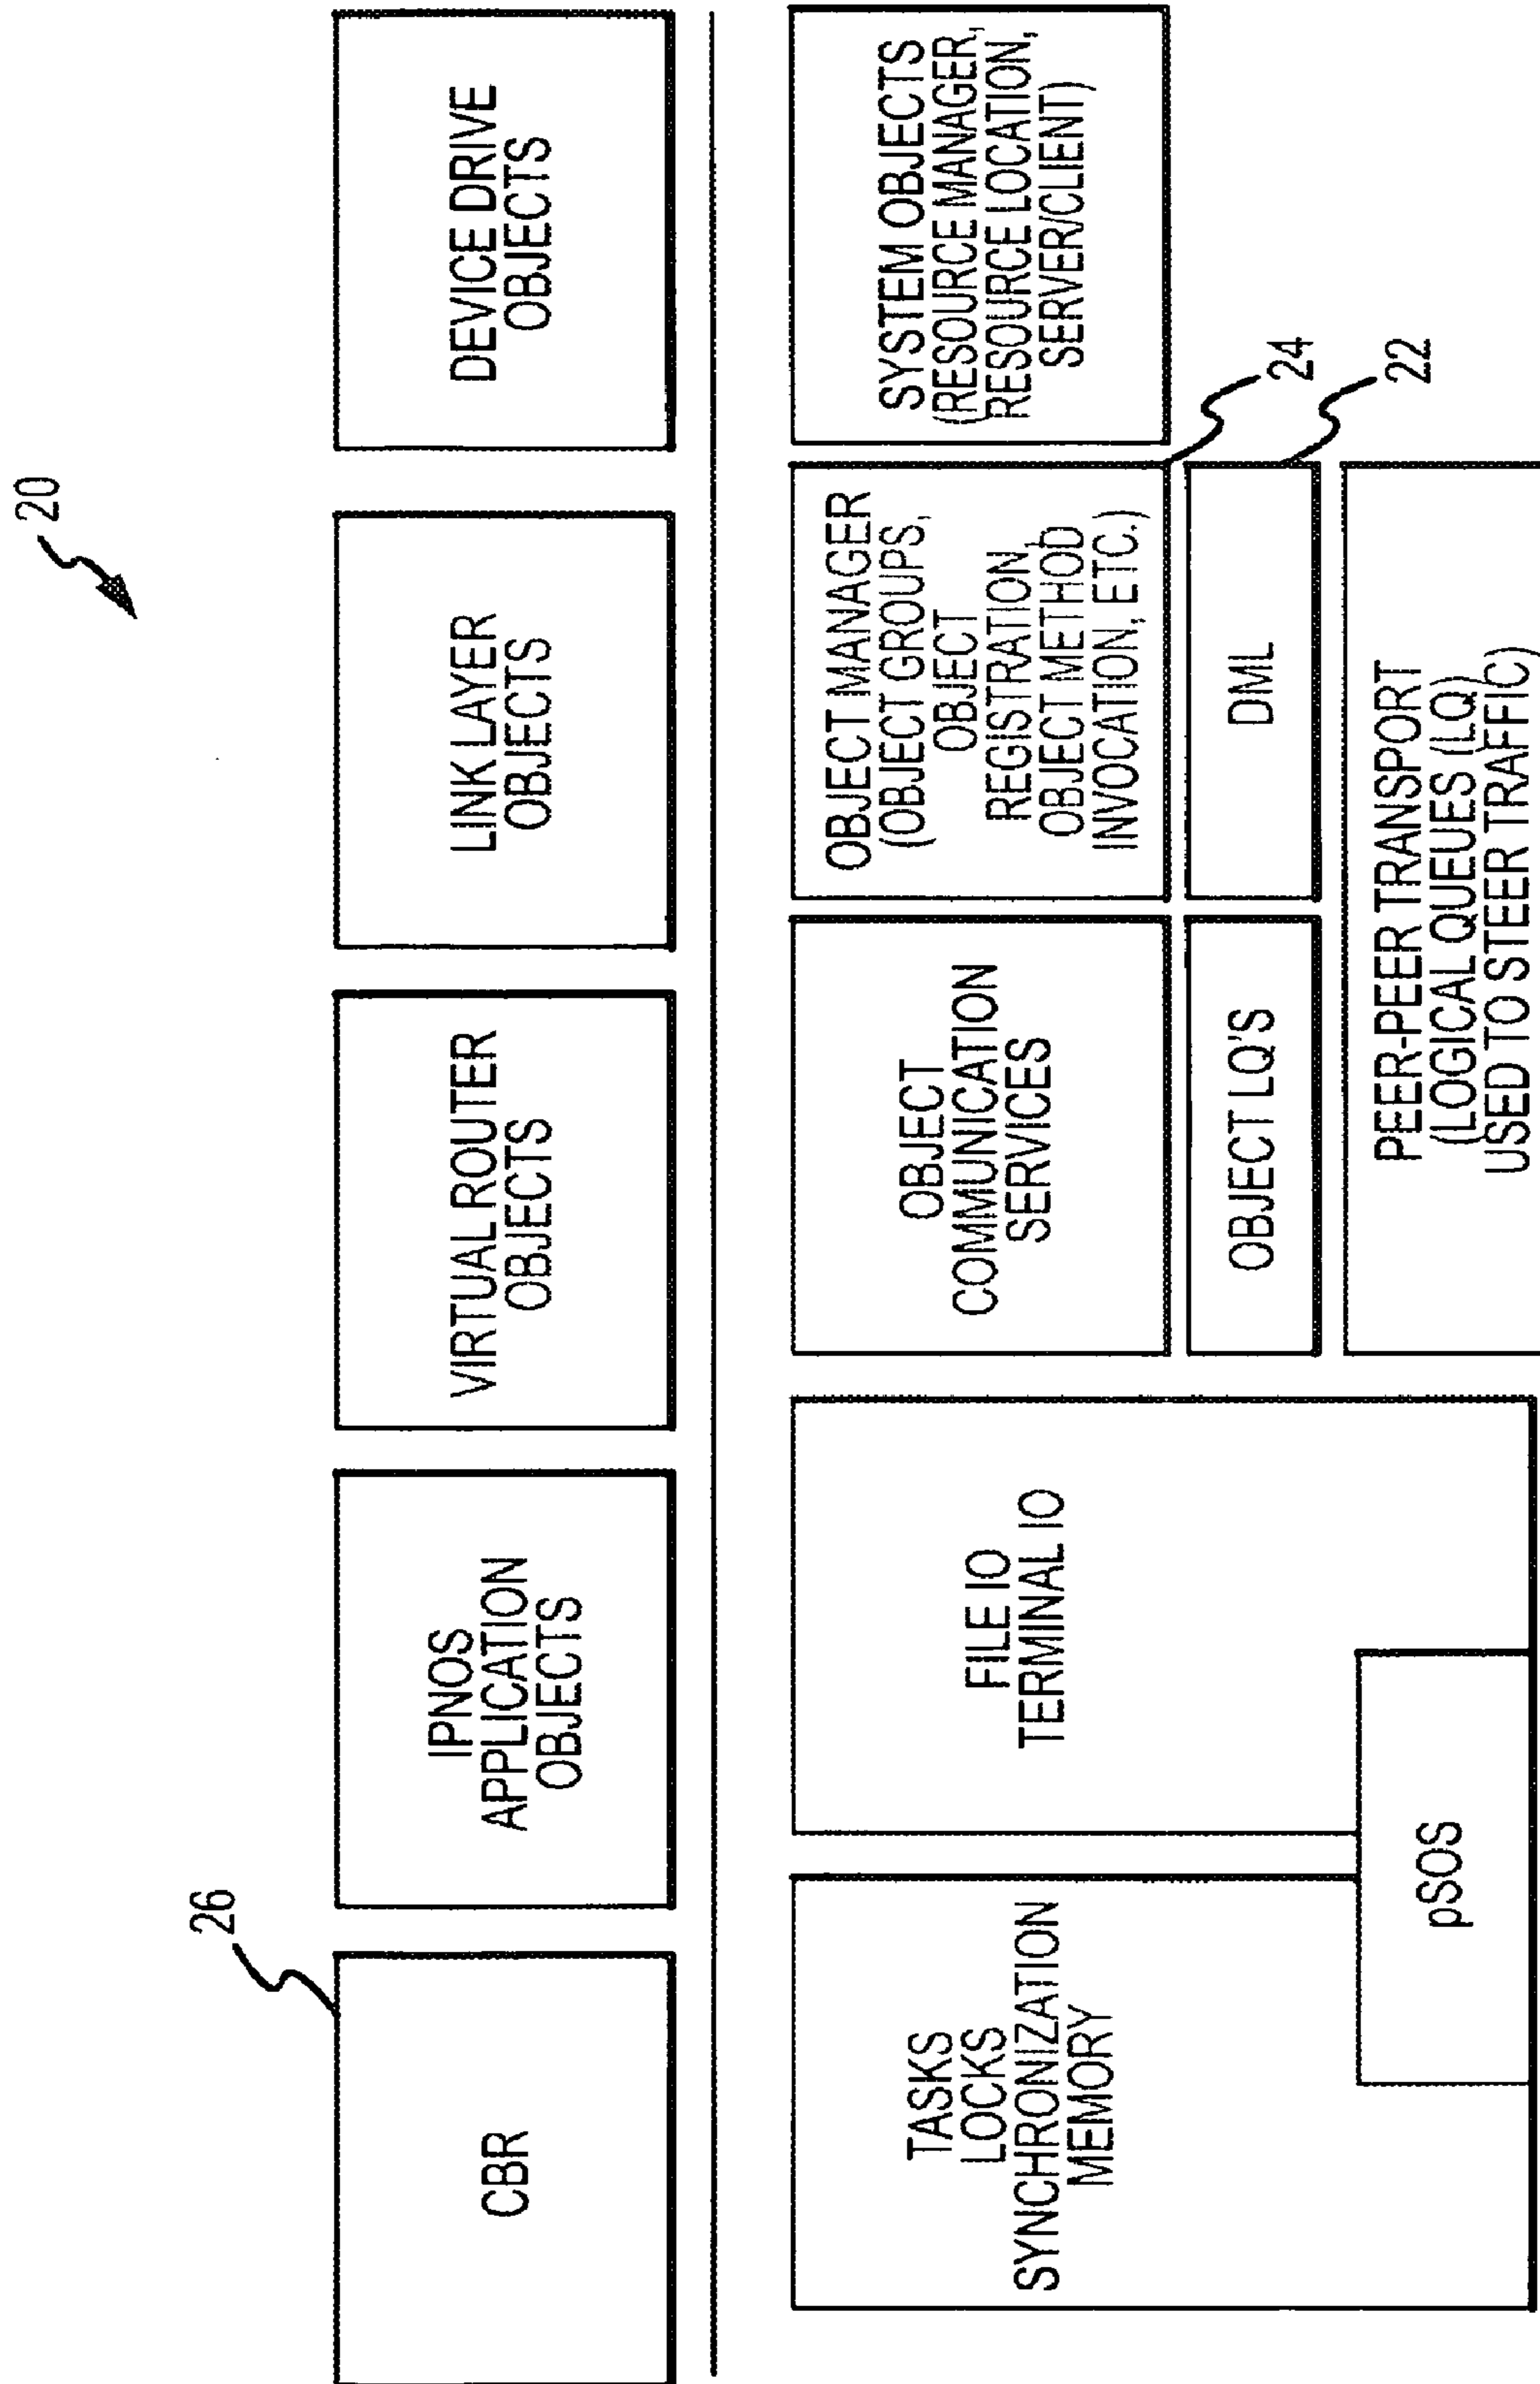 20
26
CBR
IPNOS
APPLICATION
OBJECTS
VIRTUAL ROUTER
OBJECTS
LINK LAYER
OBJECTS
DEVICE DRIVE
OBJECTS
TASKS
LOCKS
SYNCHRONIZATION
MEMORY
FILE IO
TERMINAL IO
pSOS
OBJECT
COMMUNICATION
SERVICES
OBJECT MANAGER
(OBJECT GROUPS,
OBJECT
REGISTRATION,
OBJECT METHOD
INVOCATION, ETC.)
SYSTEM OBJECTS
(RESOURCE MANAGER,
RESOURCE LOCATION,
SERVER/CLIENT)
24
OBJECT LQ'S
DML
22
PEER-PEER TRANSPORT
(LOGICAL QUEUES (LQ)
USED TO STEER TRAFFIC)